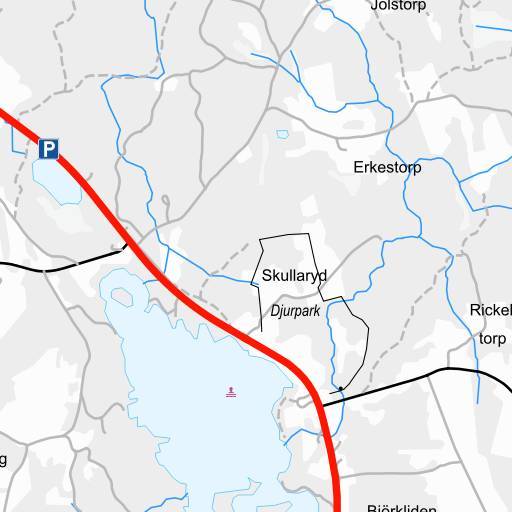 Jolstorp
P
Erkestorp
Skullaryd
Djurpark
Rickel
torp
g
Björkliden